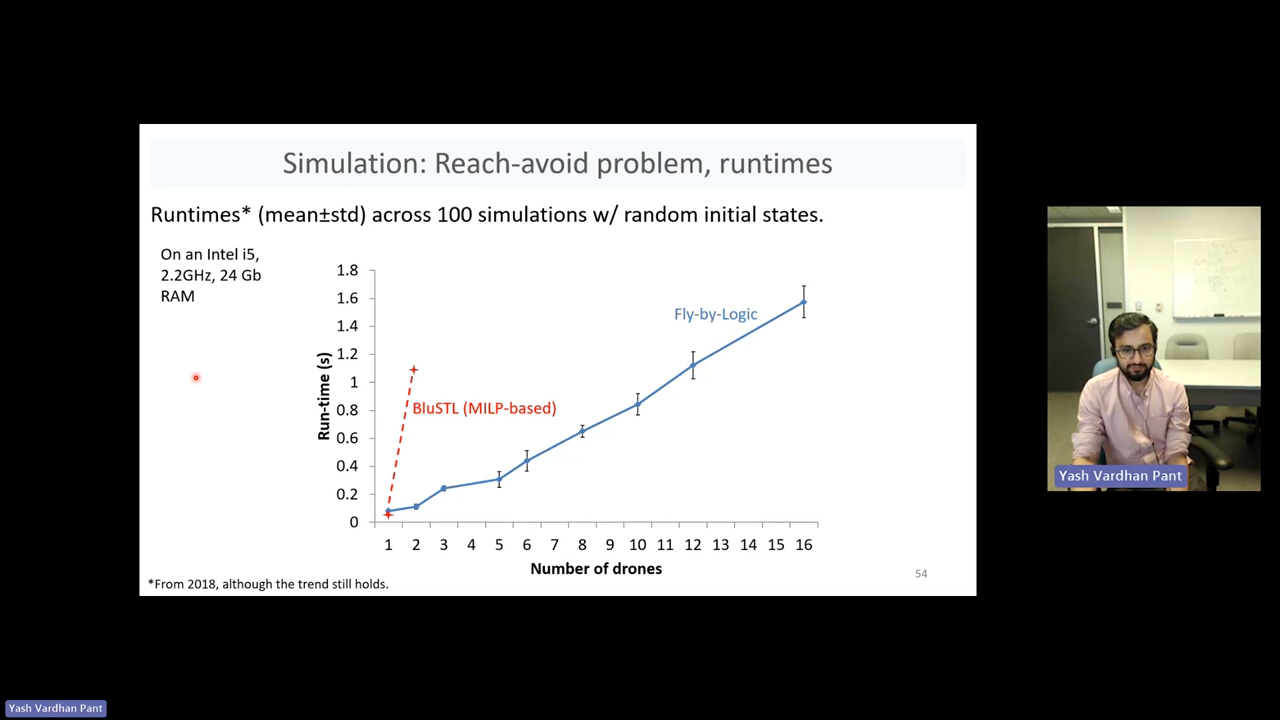 Simulation: Reach-avoid problem, runtimes
Runtimes* (mean±std) across 100 simulations w/ random initial states.
On an Intel i5,
2.2GHz, 24 Gb
RAM
1.8
1.6
1.4
1.2
1
0.8
0.6
0.4
0.2
0
Run-time (s)
Fly-by-Logic
BluSTL (MILP-based)
1 2 3 4 5 6 7 8 9 10 11 12 13 14 15 16
Number of drones
*From 2018, although the trend still holds.
54
Yash Vardhan Pant
Yash Vardhan Pant